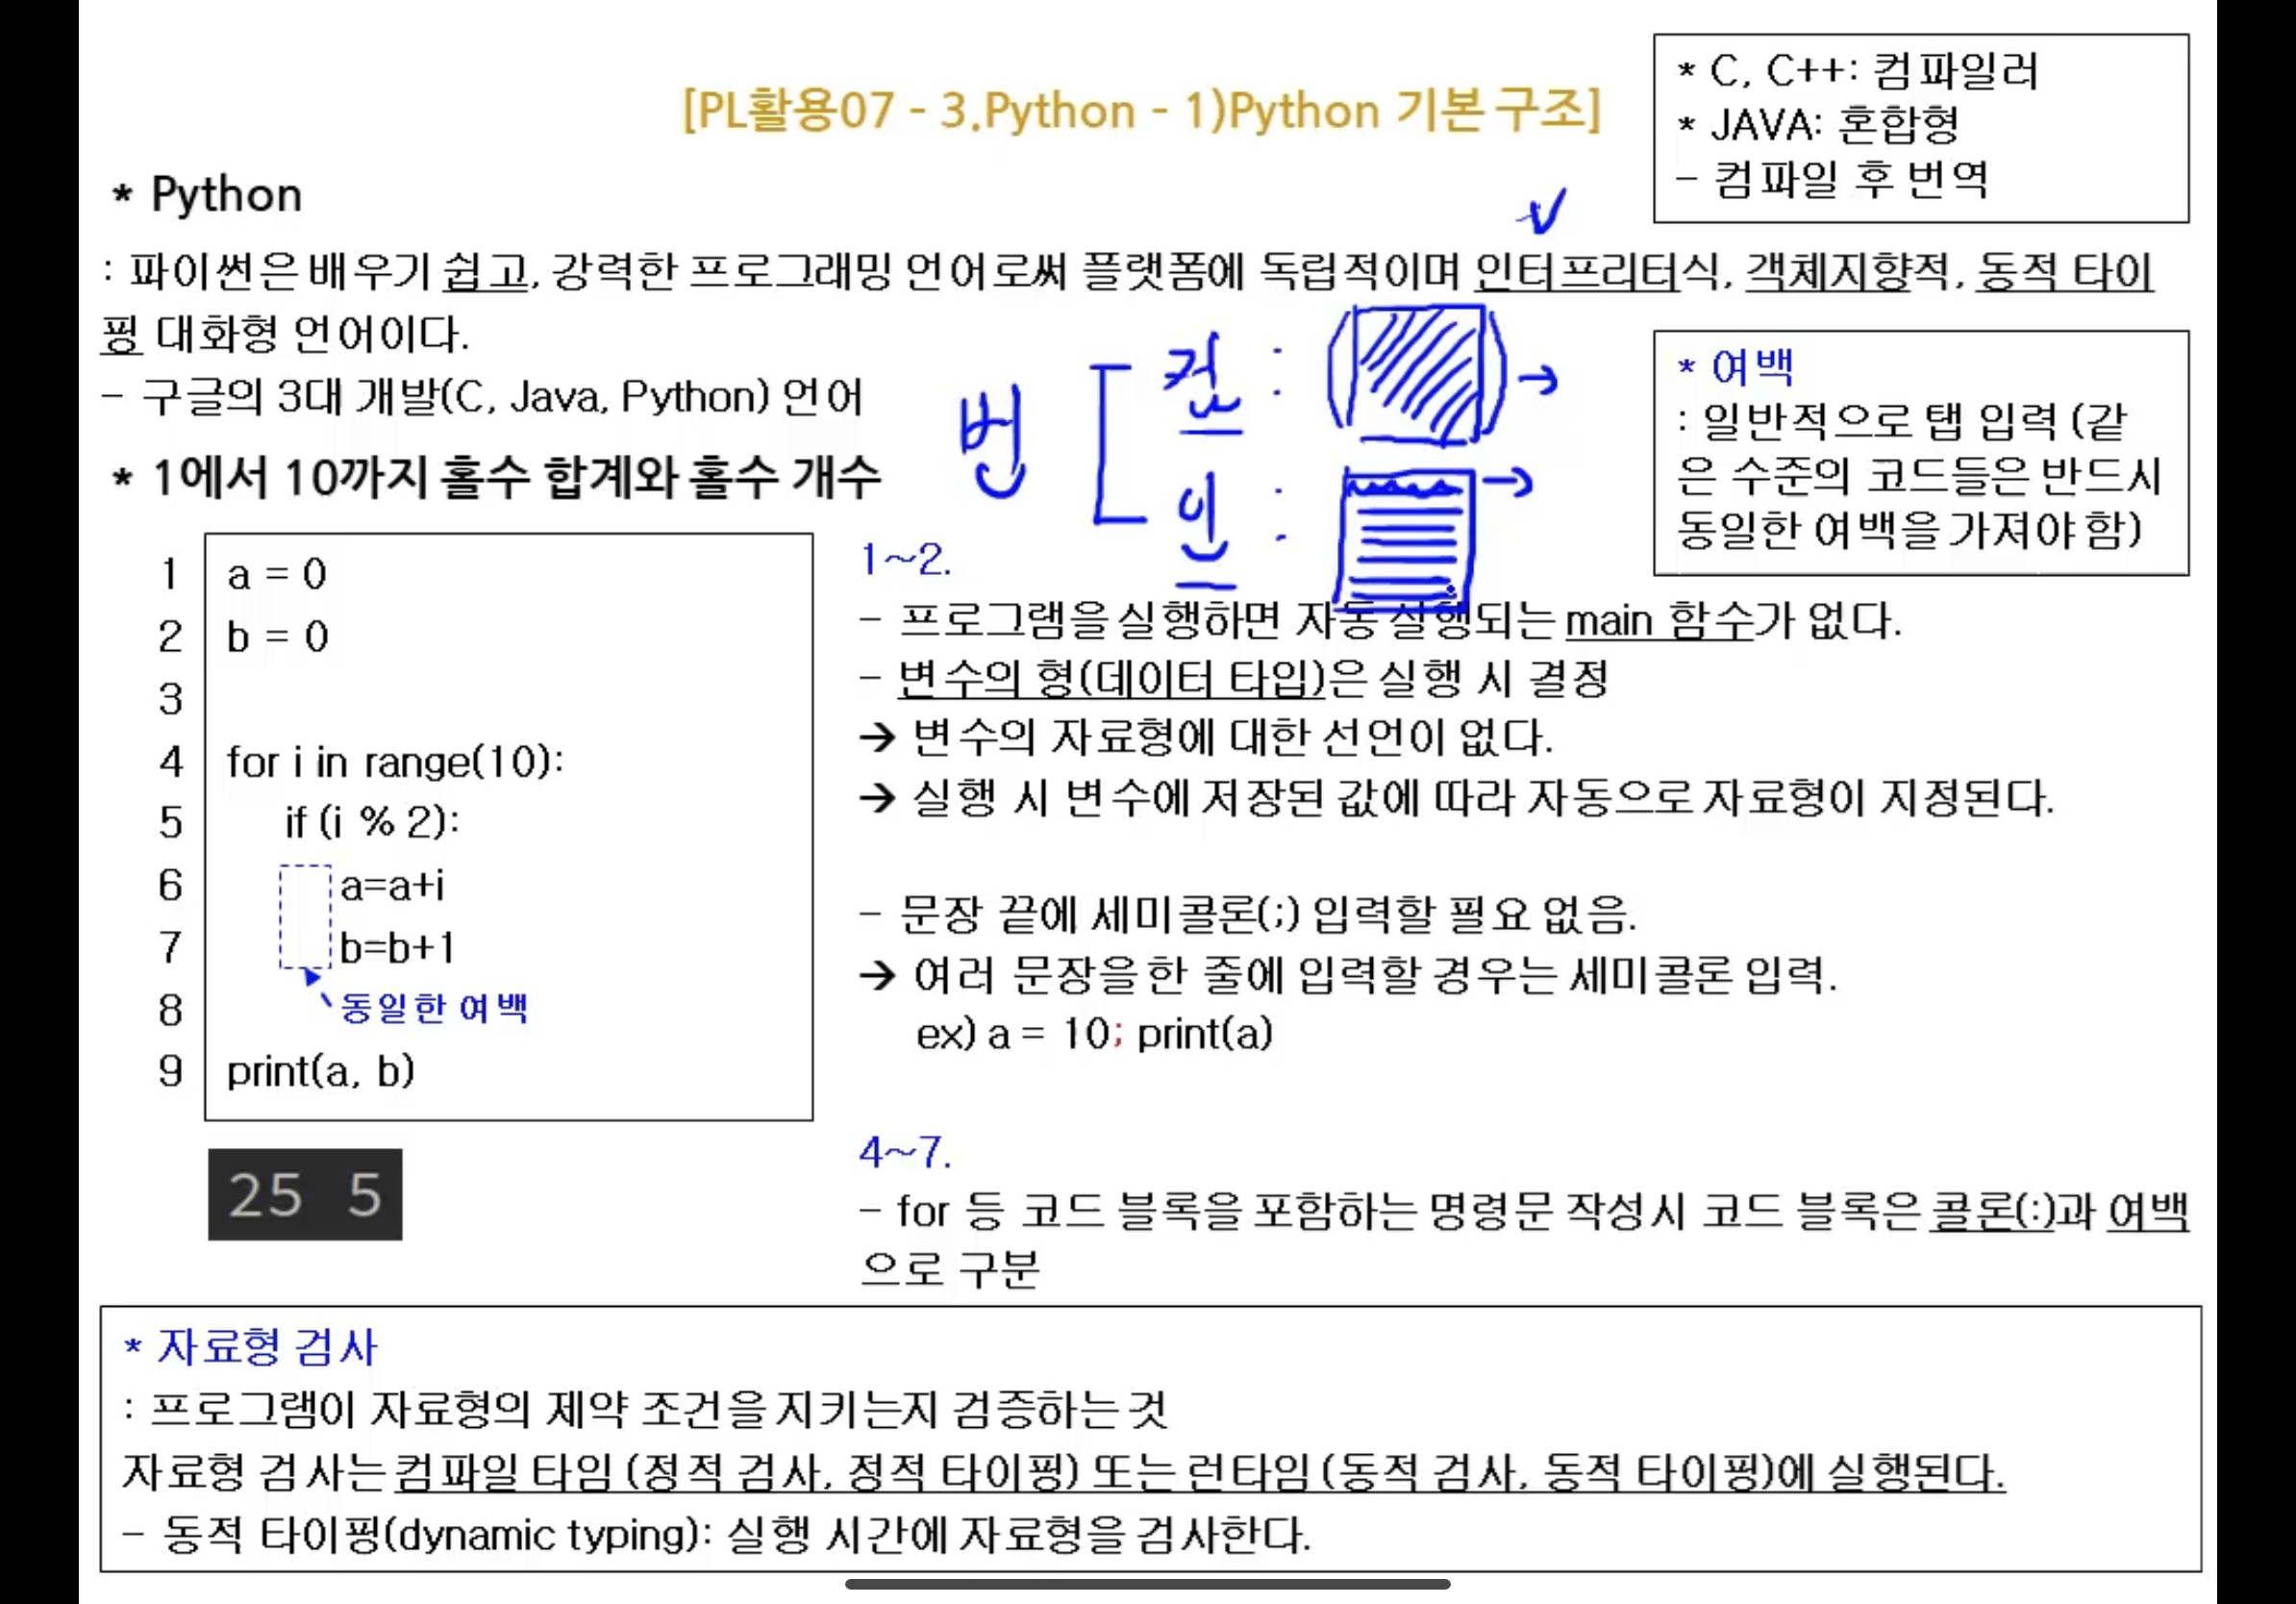 [PL활용07 - 3.Python - 1)Python 기본 구조]
* C, C++: 컴파일러
* JAVA: 혼합형
- 컴파일 후 번역
* Python
: 파이썬은 배우기 쉽고, 강력한 프로그래밍 언어로써 플랫폼에 독립적이며 인터프리터식, 객체지향적, 동적 타이
핑 대화형 언어이다.
- 구글의 3대 개발(C, Java, Python) 언어
번
컴 :
인 :
* 여백
: 일반적으로 탭 입력 (같
은 수준의 코드들은 반드시
동일한 여백을 가져야 함)
* 1에서 10까지 홀수 합계와 홀수 개수
1 a = 0
2 b = 0
3
4 for i in range(10):
5 if (i % 2):
6 a=a+i
7 b=b+1
8 동일한 여백
9 print(a, b)
25 5
1~2.
- 프로그램을 실행하면 자동 실행되는 main 함수가 없다.
- 변수의 형(데이터 타입)은 실행 시 결정
→ 변수의 자료형에 대한 선언이 없다.
→ 실행 시 변수에 저장된 값에 따라 자동으로 자료형이 지정된다.
- 문장 끝에 세미콜론(;) 입력할 필요 없음.
→ 여러 문장을 한 줄에 입력할 경우는 세미콜론 입력.
ex) a = 10; print(a)
4~7.
- for 등 코드 블록을 포함하는 명령문 작성시 코드 블록은 콜론(:)과 여백
으로 구분
* 자료형 검사
: 프로그램이 자료형의 제약 조건을 지키는지 검증하는 것
자료형 검사는 컴파일 타임 (정적 검사, 정적 타이핑) 또는 런타임 (동적 검사, 동적 타이핑)에 실행된다.
- 동적 타이핑(dynamic typing): 실행 시간에 자료형을 검사한다.